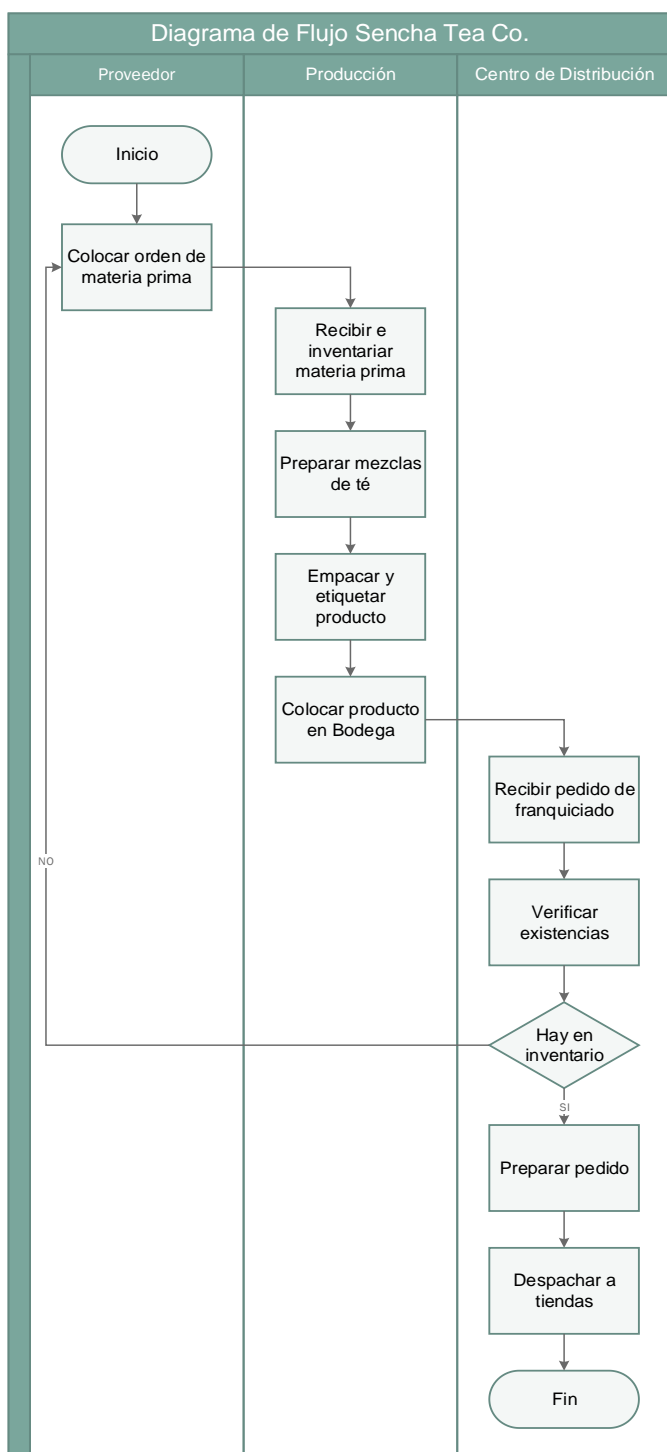 Diagrama de Flujo Sencha Tea Co.
Proveedor
Producción
Centro de Distribución
Inicio
Colocar orden de
materia prima
Recibir e
inventariar
materia prima
Preparar mezclas
de té
Empacar y
etiquetar
producto
Colocar producto
en Bodega
Recibir pedido de
franquiciado
NO
Verificar
existencias
Hay en
inventario
SI
Preparar pedido
Despachar a
tiendas
Fin